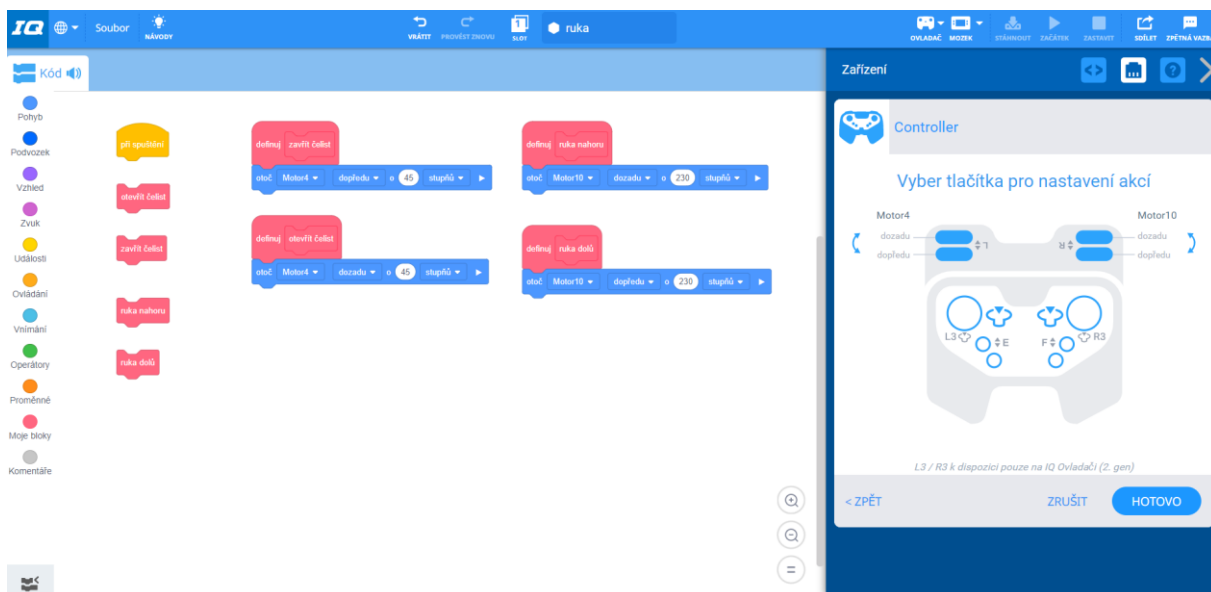 IQ
Soubor
NÁVODY
VRÁTIT
PROVÉST ZNOVU
1
SLOT
ruka
OVLADAČ
MOZEK
STÁHNOUT
ZAČÁTEK
ZASTAVIT
SDÍLET
ZPĚTNÁ VAZB
Kód
Pohyb
Podvozek
Vzhled
Zvuk
Události
Ovládání
Vnímání
Operátory
Proměnné
Moje bloky
Komentáře
při spuštění
otevřít čelist
zavřít čelist
ruka nahoru
ruka dolů
definuj zavřít čelist
otoč Motor4 dopředu o 45 stupňů
definuj otevřít čelist
otoč Motor4 dozadu o 45 stupňů
definuj ruka nahoru
otoč Motor10 dozadu o 230 stupňů
definuj ruka dolů
otoč Motor10 dopředu o 230 stupňů
Zařízení
Controller
Vyber tlačítka pro nastavení akcí
Motor4
Motor10
dozadu
L
R
dozadu
dopředu
dopředu
L3
E
F
R3
L3 / R3 k dispozici pouze na IQ Ovladači (2. gen)
< ZPĚT
ZRUŠIT
HOTOVO